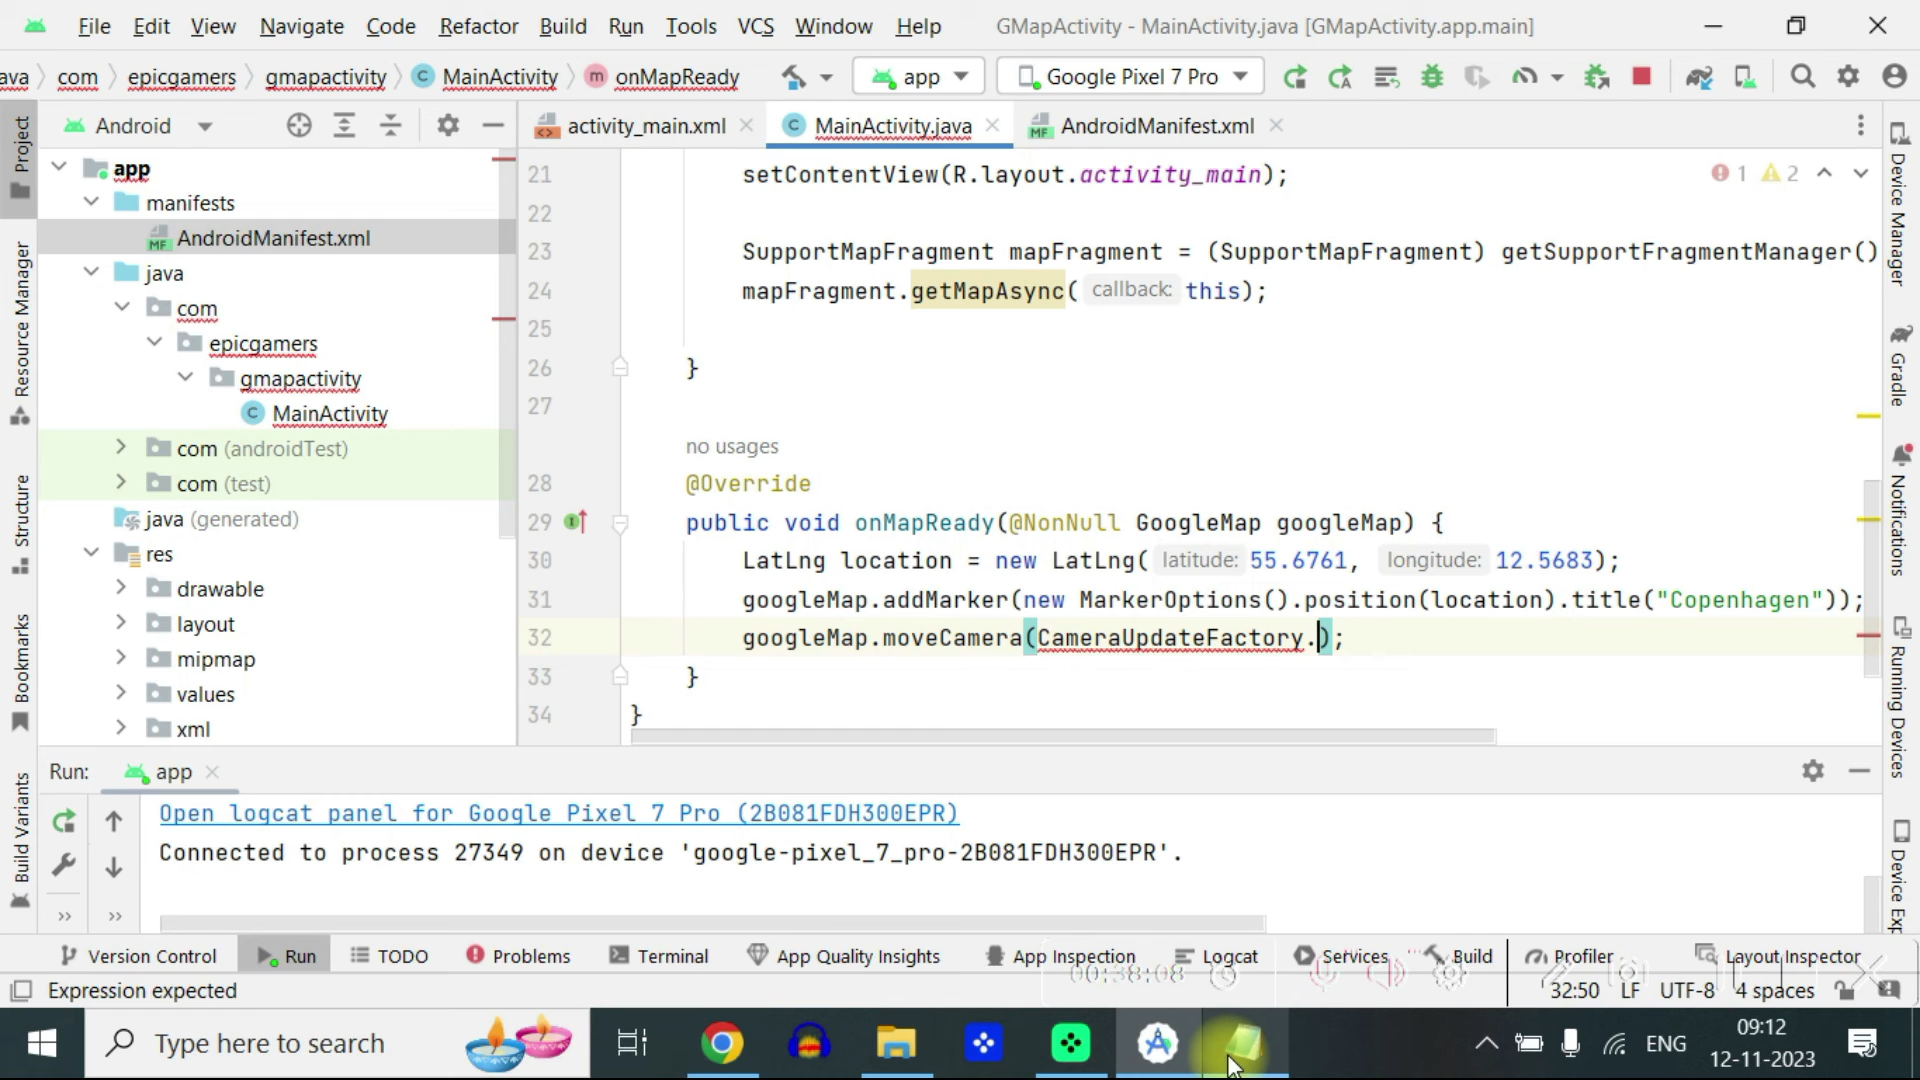 File Edit View Navigate Code Refactor Build Run Tools VCS Window Help GMapActivity - MainActivity.java [GMapActivity.app.main]
ava com epicgamers gmapactivity C MainActivity m onMapReady app Google Pixel 7 Pro
Android
activity_main.xml C MainActivity.java MF AndroidManifest.xml
app
manifests
MF AndroidManifest.xml
java
com
epicgamers
gmapactivity
C MainActivity
com (androidTest)
com (test)
java (generated)
res
drawable
layout
mipmap
values
xml
1 2
21 setContentView(R.layout.activity_main);
22
23 SupportMapFragment mapFragment = (SupportMapFragment) getSupportFragmentManager()
24 mapFragment.getMapAsync( callback: this);
25
26 }
27
no usages
28 @Override
29 public void onMapReady(@NonNull GoogleMap googleMap) {
30 LatLng location = new LatLng( latitude: 55.6761, longitude: 12.5683);
31 googleMap.addMarker(new MarkerOptions().position(location).title("Copenhagen"));
32 googleMap.moveCamera(CameraUpdateFactory.);
33 }
34 }
Project
Resource Manager
Structure
Bookmarks
Build Variants
Device Manager
Gradle
Notifications
Running Devices
Device Exp
Run: app
Open logcat panel for Google Pixel 7 Pro (2B081FDH300EPR)
Connected to process 27349 on device 'google-pixel_7_pro-2B081FDH300EPR'.
Version Control Run TODO Problems Terminal App Quality Insights App Inspection Logcat Services Build Profiler Layout Inspector
00:38:08
Expression expected 32:50 LF UTF-8 4 spaces
Type here to search ENG 09:12
12-11-2023